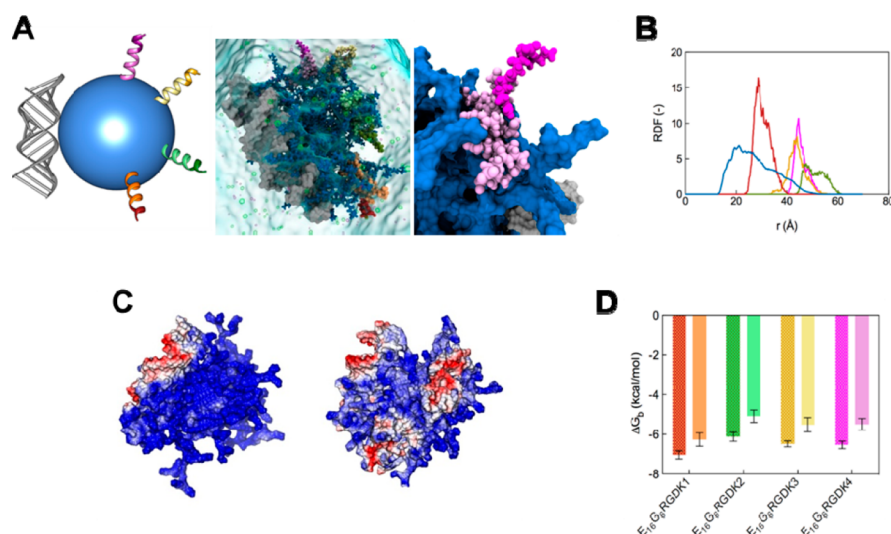 A
B
20
15
10
5
0
RDF (-)
0 20 40 60 80
r (Å)
C
D
0
-2
-4
-6
-8
ΔG_b (kcal/mol)
E₁₆G₆RGDK1
E₁₆G₆RGDK2
E₁₆G₆RGDK3
E₁₆G₆RGDK4